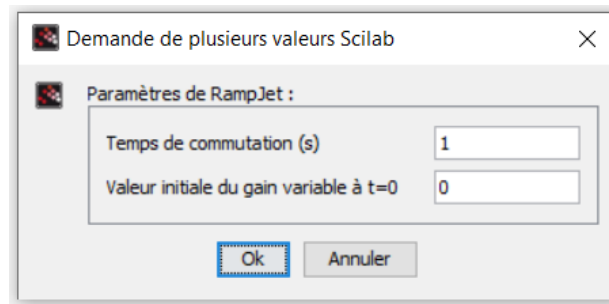 Demande de plusieurs valeurs Scilab
Paramètres de RampJet :
Temps de commutation (s) 1
Valeur initiale du gain variable à t=0 0
Ok Annuler